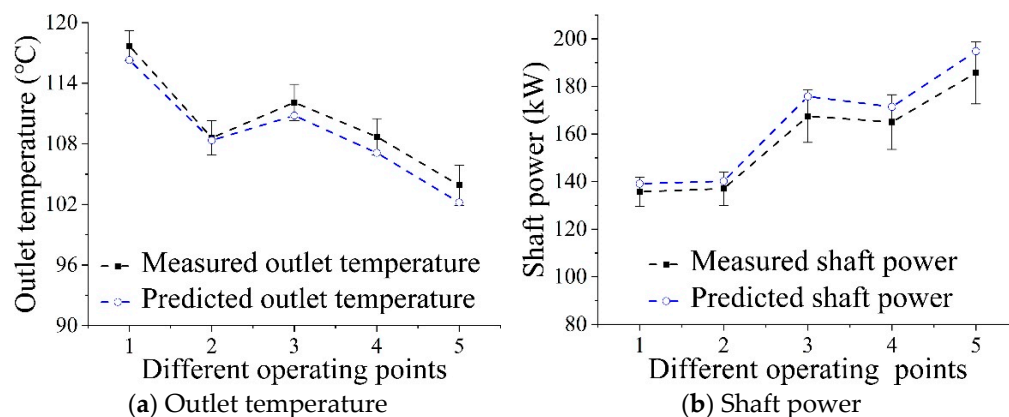 Outlet temperature (°C)
120
114
108
102
96
90
Measured outlet temperature
Predicted outlet temperature
1 2 3 4 5
Different operating points
(a) Outlet temperature
Shaft power (kW)
200
180
160
140
120
100
80
Measured shaft power
Predicted shaft power
1 2 3 4 5
Different operating points
(b) Shaft power